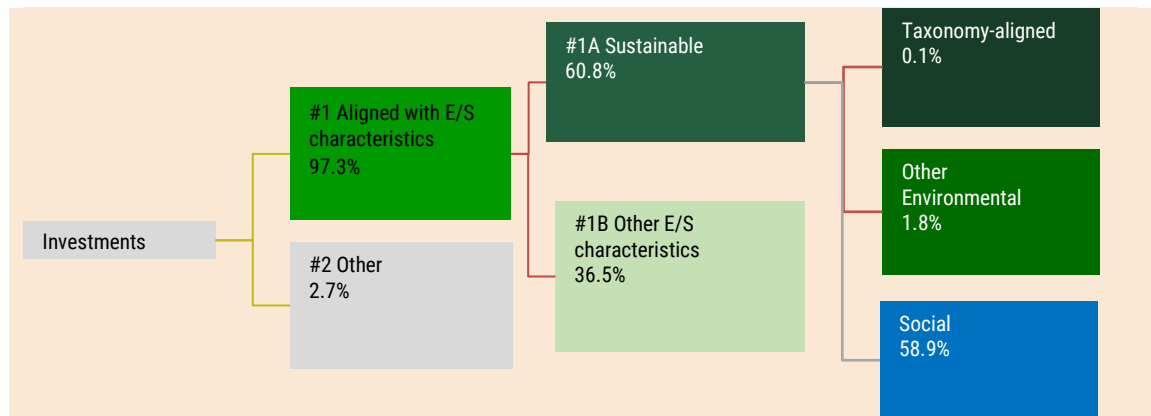 Investments
#1 Aligned with E/S
characteristics
97.3%
#2 Other
2.7%
#1A Sustainable
60.8%
#1B Other E/S
characteristics
36.5%
Taxonomy-aligned
0.1%
Other
Environmental
1.8%
Social
58.9%